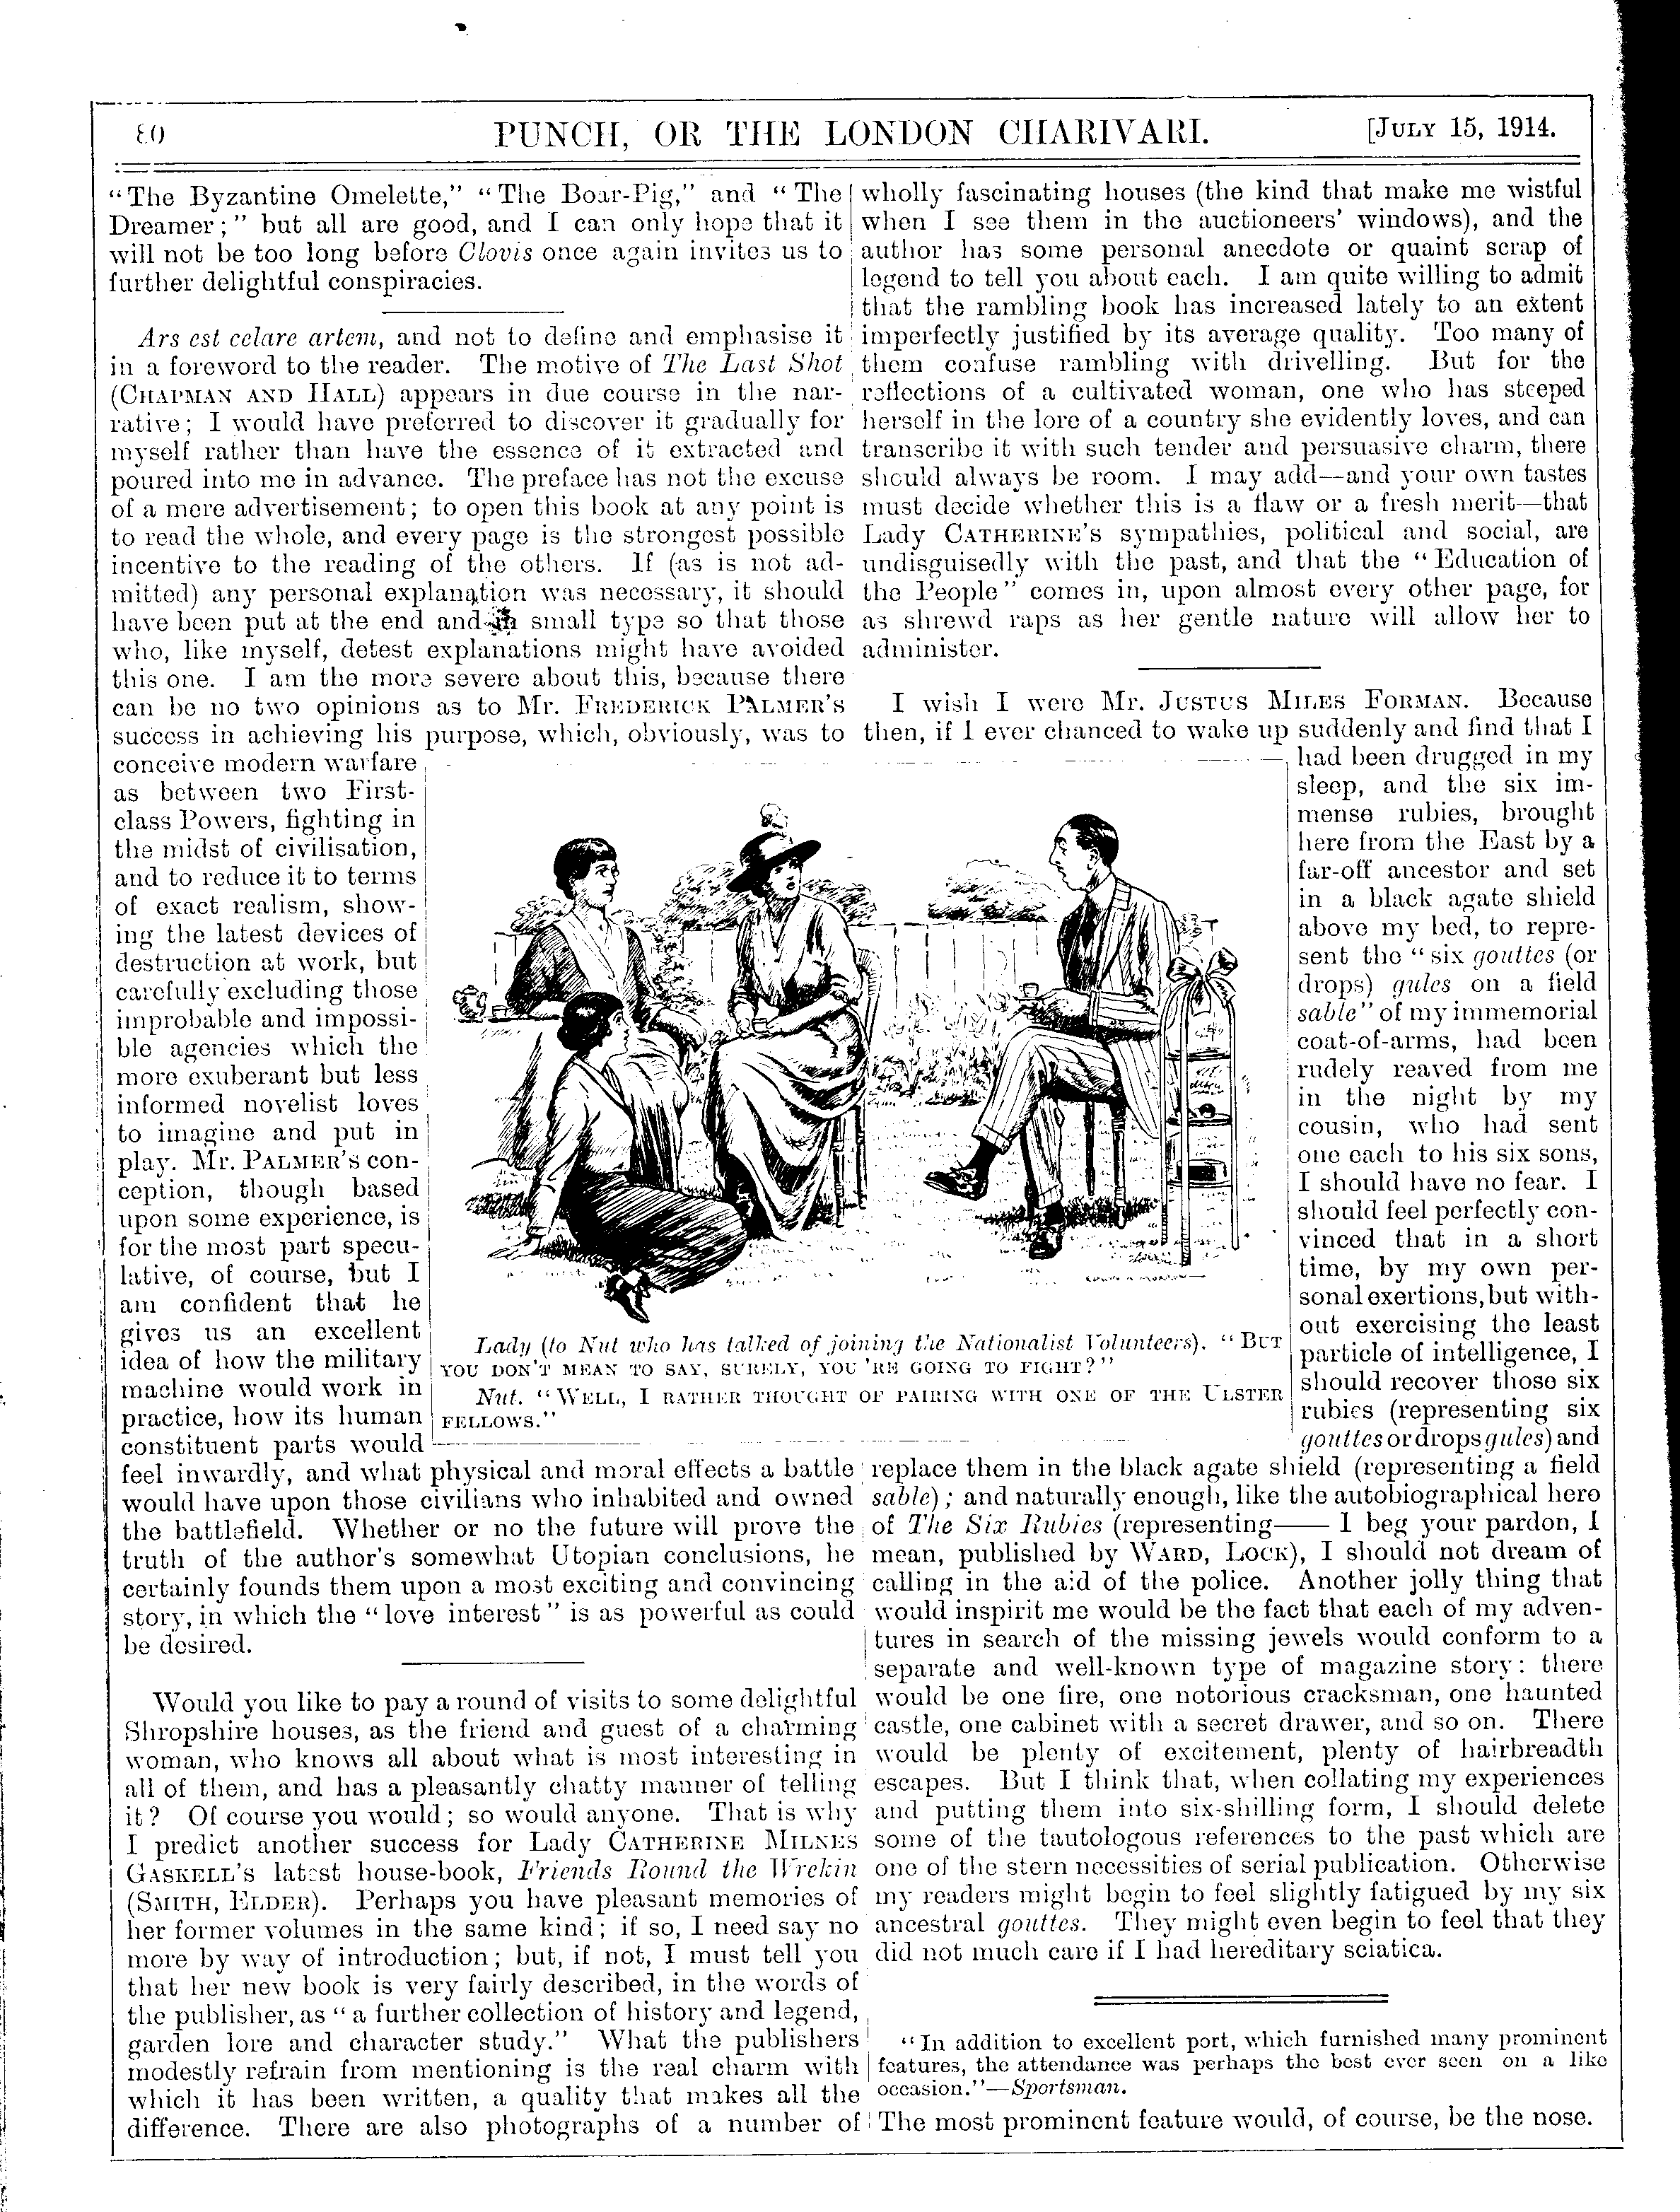 80
PUNCH, OR THE LONDON CHARIVARI.
[JULY 15, 1914.
"The Byzantine Omelette," "The Boar-Pig," and "The
Dreamer;" but all are good, and I can only hope that it
will not be too long before Clovis once again invites us to
further delightful conspiracies.
Ars est celare artem, and not to define and emphasise it
in a foreword to the reader. The motive of The Last Shot
(CHAPMAN AND HALL) appears in due course in the nar-
rative; I would have preferred to discover it gradually for
myself rather than have the essence of it extracted and
poured into me in advance. The preface has not the excuse
of a mere advertisement; to open this book at any point is
to read the whole, and every page is the strongest possible
incentive to the reading of the others. If (as is not ad-
mitted) any personal explanation was necessary, it should
have been put at the end and in small type so that those
who, like myself, detest explanations might have avoided
this one. I am the more severe about this, because there
can be no two opinions as to Mr. FREDERICK PALMER'S
success in achieving his purpose, which, obviously, was to
conceive modern warfare
as between two First-
class Powers, fighting in
the midst of civilisation,
and to reduce it to terms
of exact realism, show-
ing the latest devices of
destruction at work, but
carefully excluding those
improbable and impossi-
ble agencies which the
more exuberant but less
informed novelist loves
to imagine and put in
play. Mr. PALMER'S con-
ception, though based
upon some experience, is
for the most part specu-
lative, of course, but I
am confident that he
gives us an excellent
idea of how the military
machine would work in
practice, how its human
constituent parts would
feel inwardly, and what physical and moral effects a battle
would have upon those civilians who inhabited and owned
the battlefield. Whether or no the future will prove the
truth of the author's somewhat Utopian conclusions, he
certainly founds them upon a most exciting and convincing
story, in which the "love interest" is as powerful as could
be desired.
Would you like to pay a round of visits to some delightful
Shropshire houses, as the friend and guest of a charming
woman, who knows all about what is most interesting in
all of them, and has a pleasantly chatty manner of telling
it? Of course you would; so would anyone. That is why
I predict another success for Lady CATHERINE MILNES
GASKELL'S latest house-book, Friends Round the Wrekin
(SMITH, ELDER). Perhaps you have pleasant memories of
her former volumes in the same kind; if so, I need say no
more by way of introduction; but, if not, I must tell you
that her new book is very fairly described, in the words of
the publisher, as "a further collection of history and legend,
garden lore and character study." What the publishers
modestly refrain from mentioning is the real charm with
which it has been written, a quality that makes all the
difference. There are also photographs of a number of
wholly fascinating houses (the kind that make me wistful
when I see them in the auctioneers' windows), and the
author has some personal anecdote or quaint scrap of
legend to tell you about each. I am quite willing to admit
that the rambling book has increased lately to an extent
imperfectly justified by its average quality. Too many of
them confuse rambling with drivelling. But for the
reflections of a cultivated woman, one who has steeped
herself in the lore of a country she evidently loves, and can
transcribe it with such tender and persuasive charm, there
should always be room. I may add—and your own tastes
must decide whether this is a flaw or a fresh merit—that
Lady CATHERINE'S sympathies, political and social, are
undisguisedly with the past, and that the "Education of
the People" comes in, upon almost every other page, for
as shrewd raps as her gentle nature will allow her to
administer.
I wish I were Mr. JUSTUS MILES FORMAN. Because
then, if I ever chanced to wake up suddenly and find that I
had been drugged in my
sleep, and the six im-
mense rubies, brought
here from the East by a
far-off ancestor and set
in a black agate shield
above my bed, to repre-
sent the "six gouttes (or
drops) gules on a field
sable" of my immemorial
coat-of-arms, had been
rudely reaved from me
in the night by my
cousin, who had sent
one each to his six sons,
I should have no fear. I
should feel perfectly con-
vinced that in a short
time, by my own per-
sonal exertions, but with-
out exercising the least
particle of intelligence, I
should recover those six
rubies (representing six
gouttes or drops gules) and
replace them in the black agate shield (representing a field
sable); and naturally enough, like the autobiographical hero
of The Six Rubies (representing—— I beg your pardon, I
mean, published by WARD, LOCK), I should not dream of
calling in the aid of the police. Another jolly thing that
would inspirit me would be the fact that each of my adven-
tures in search of the missing jewels would conform to a
separate and well-known type of magazine story: there
would be one fire, one notorious cracksman, one haunted
castle, one cabinet with a secret drawer, and so on. There
would be plenty of excitement, plenty of hairbreadth
escapes. But I think that, when collating my experiences
and putting them into six-shilling form, I should delete
some of the tautologous references to the past which are
one of the stern necessities of serial publication. Otherwise
my readers might begin to feel slightly fatigued by my six
ancestral gouttes. They might even begin to feel that they
did not much care if I had hereditary sciatica.
Lady (to Nut who has talked of joining the Nationalist Volunteers). "BUT
YOU DON'T MEAN TO SAY, SURELY, YOU'RE GOING TO FIGHT?"
Nut. "WELL, I RATHER THOUGHT OF PAIRING WITH ONE OF THE ULSTER
FELLOWS."
"In addition to excellent port, which furnished many prominent
features, the attendance was perhaps the best ever seen on a like
occasion."—Sportsman.
The most prominent feature would, of course, be the nose.